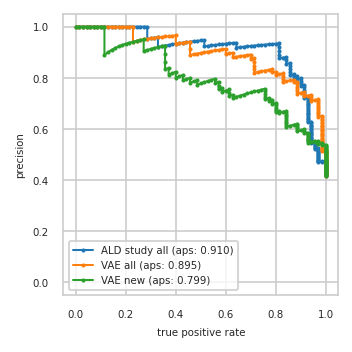 1.0
0.8
0.6
0.4
0.2
0.0
precision
ALD study all (aps: 0.910)
VAE all (aps: 0.895)
VAE new (aps: 0.799)
0.0 0.2 0.4 0.6 0.8 1.0
true positive rate